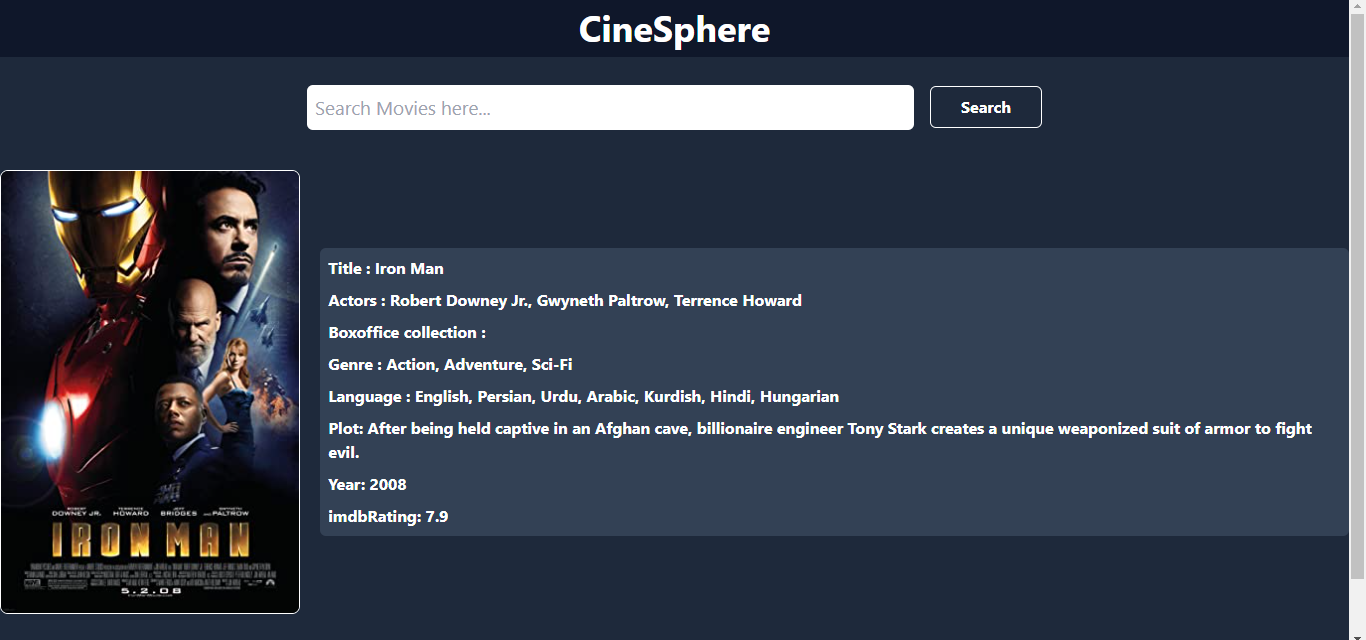 CineSphere
Search Movies here...
Search
Title : Iron Man
Actors : Robert Downey Jr., Gwyneth Paltrow, Terrence Howard
Boxoffice collection :
Genre : Action, Adventure, Sci-Fi
Language : English, Persian, Urdu, Arabic, Kurdish, Hindi, Hungarian
Plot: After being held captive in an Afghan cave, billionaire engineer Tony Stark creates a unique weaponized suit of armor to fight
evil.
Year: 2008
imdbRating: 7.9
ROBERT DOWNEY JR. TERRENCE HOWARD JEFF BRIDGES AND GWYNETH PALTROW
IRON MAN
MARVEL
5.2.08